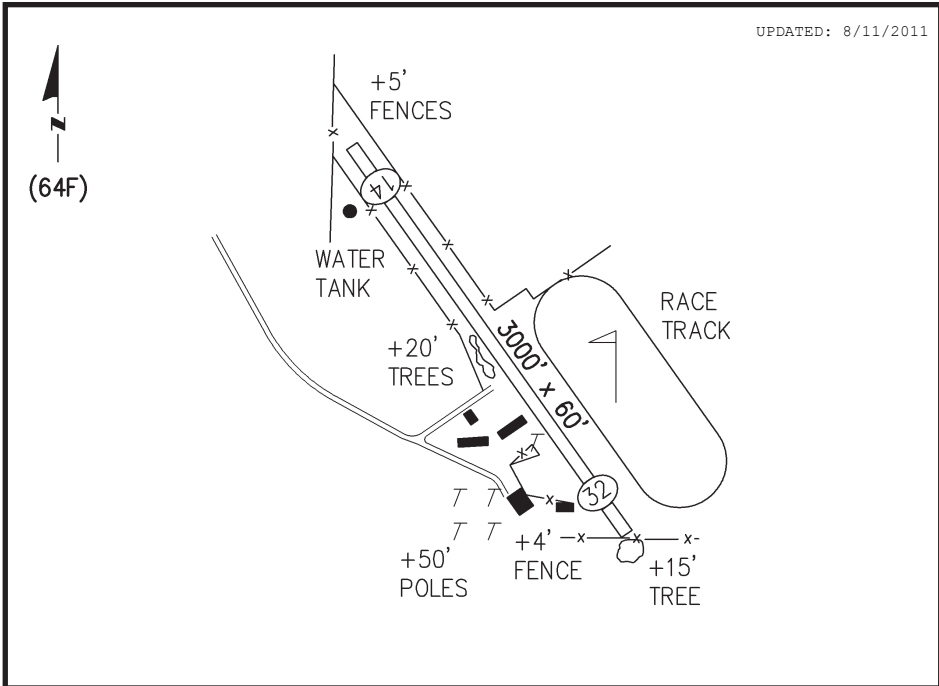 UPDATED: 8/11/2011
+5'
FENCES
N
(64F)
14
WATER
TANK
RACE
TRACK
3000' x 60'
+20'
TREES
32
+50'
POLES
+4'
FENCE
+15'
TREE